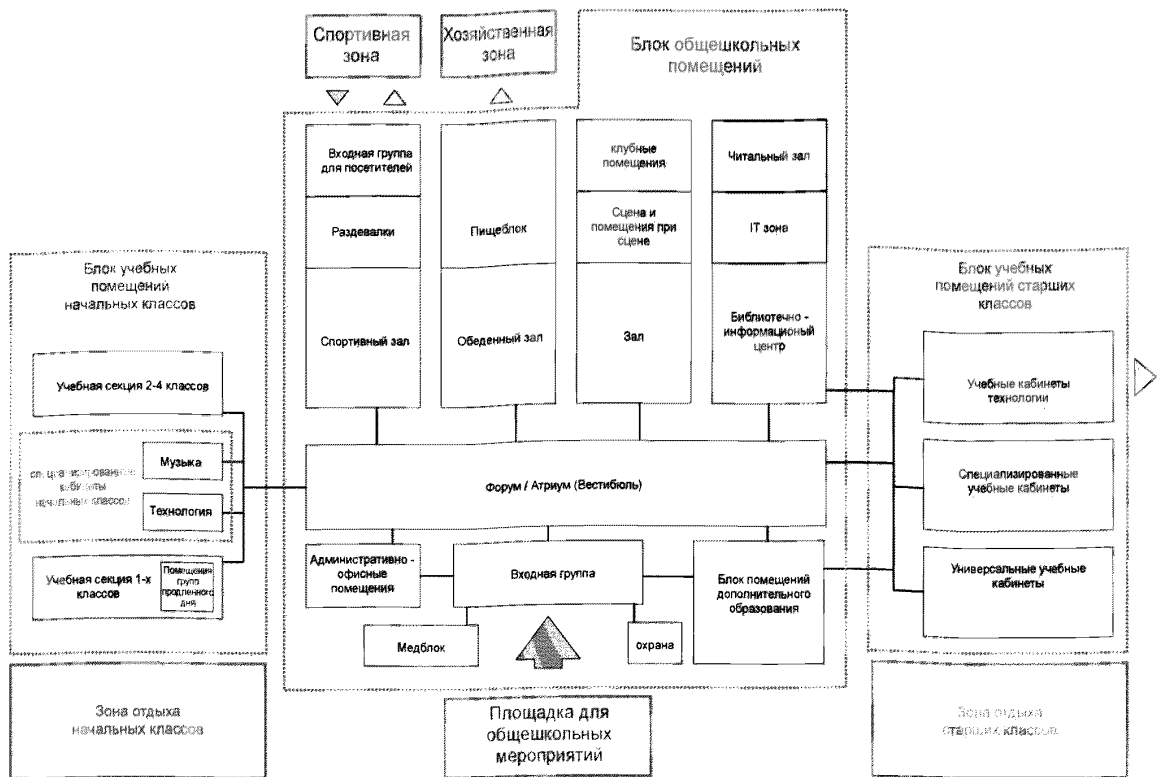 Спортивная
зона
Хозяйственная
зона
Блок общешкольных
помещений
Входная группа
для посетителей
Раздевалки
Спортивный зал
Пищеблок
Обеденный зал
клубные
помещения
Сцена и
помещения при
сцене
Зал
Читальный зал
IT зона
Библиотечно -
информационый
центр
Блок учебных
помещений
начальных классов
Учебная секция 2-4 классов
кабинеты
начальных классов
Музыка
Технология
Учебная секция 1-х
классов
Помещения
групп
продленного
дня
Форум / Атриум (Вестибюль)
Административно -
офисные
помещения
Входная группа
Блок помещений
дополнительного
образования
Медблок
охрана
Блок учебных
помещений старших
классов
Учебные кабинеты
технологии
Специализированные
учебные кабинеты
Универсальные учебные
кабинеты
Зона отдыха
начальных классов
Площадка для
общешкольных
мероприятий
Зона отдыха
старших классов